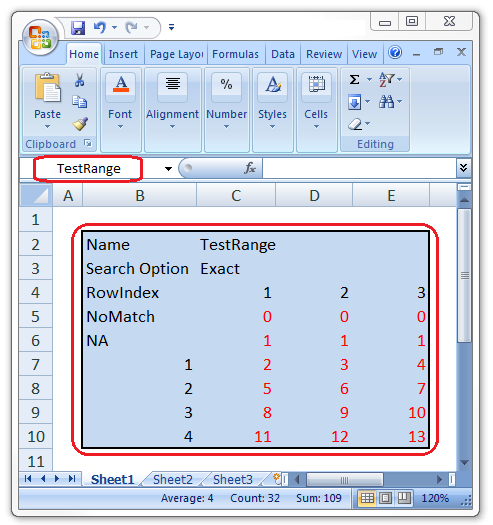 Home Insert Page Layou Formulas Data Review View
Paste Font Alignment Number Styles Cells
Clipboard Editing
TestRange fx
A B C D E
1
2 Name TestRange
3 Search Option Exact
4 RowIndex 1 2 3
5 NoMatch 0 0 0
6 NA 1 1 1
7 1 2 3 4
8 2 5 6 7
9 3 8 9 10
10 4 11 12 13
11
Sheet1 Sheet2 Sheet3
Average: 4 Count: 32 Sum: 109 120%